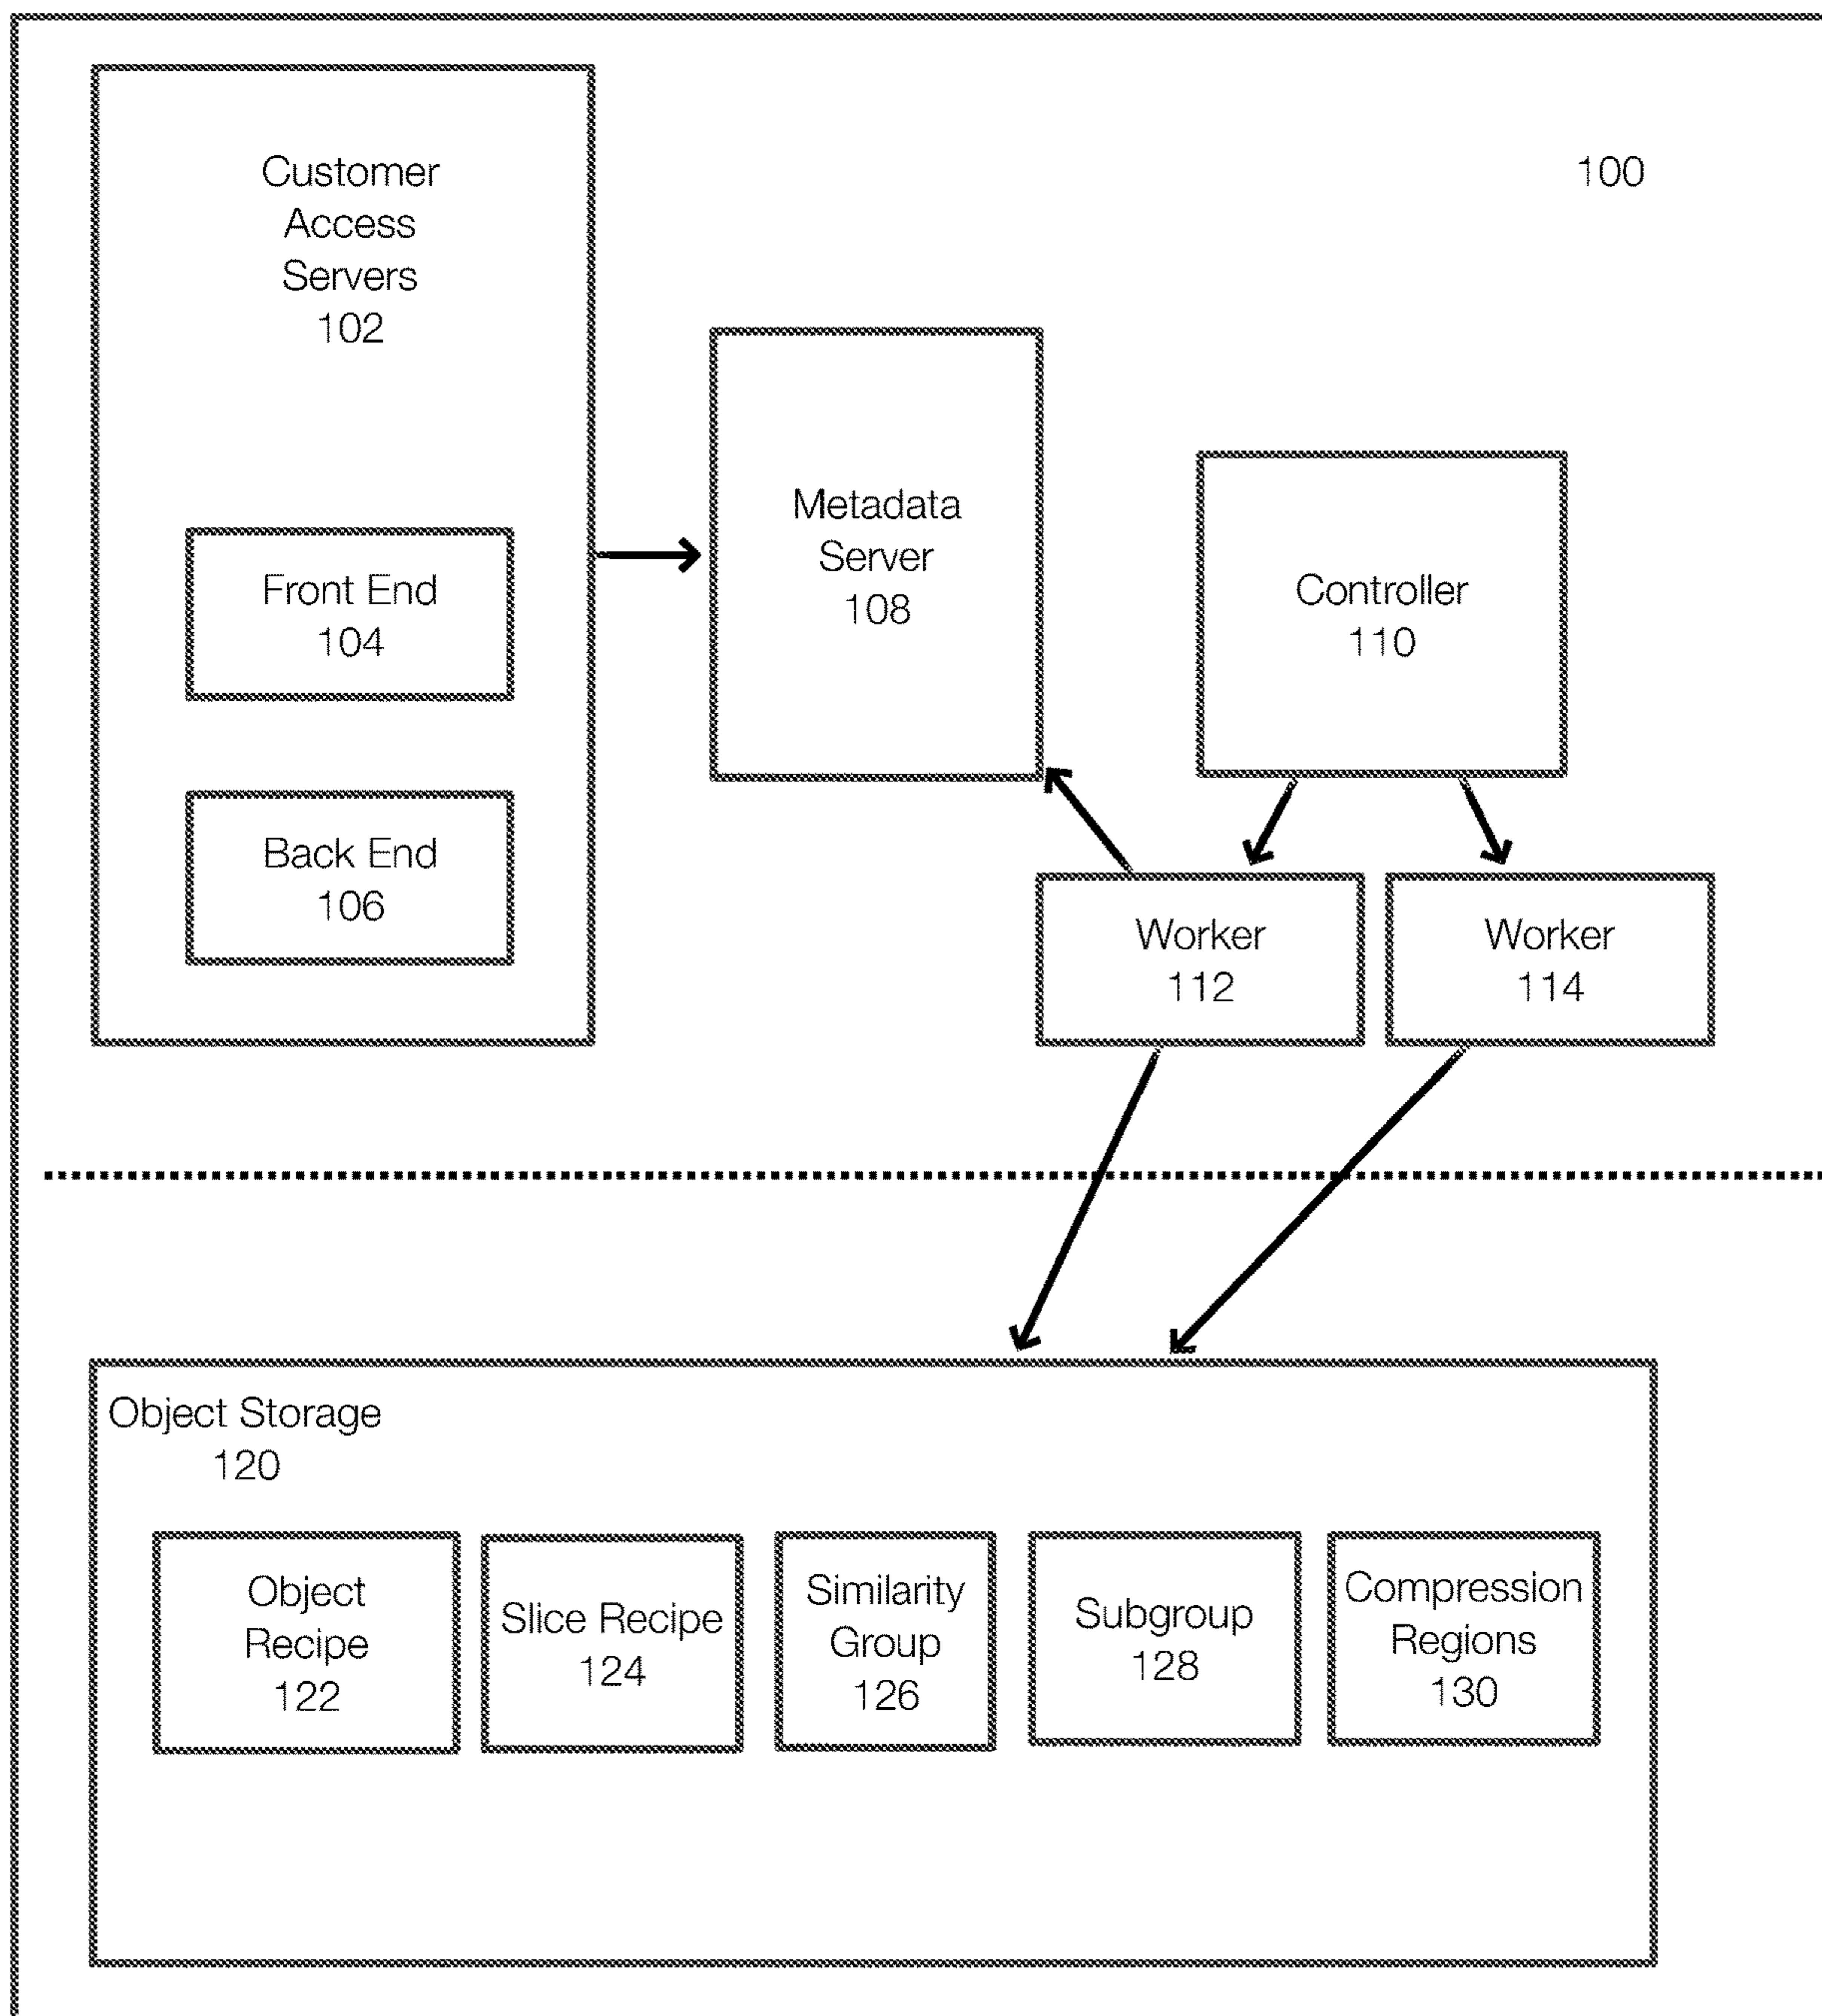 100
Customer
Access
Servers
102
Front End
104
Back End
106
Metadata
Server
108
Controller
110
Worker
112
Worker
114
Object Storage
120
Object
Recipe
122
Slice Recipe
124
Similarity
Group
126
Subgroup
128
Compression
Regions
130